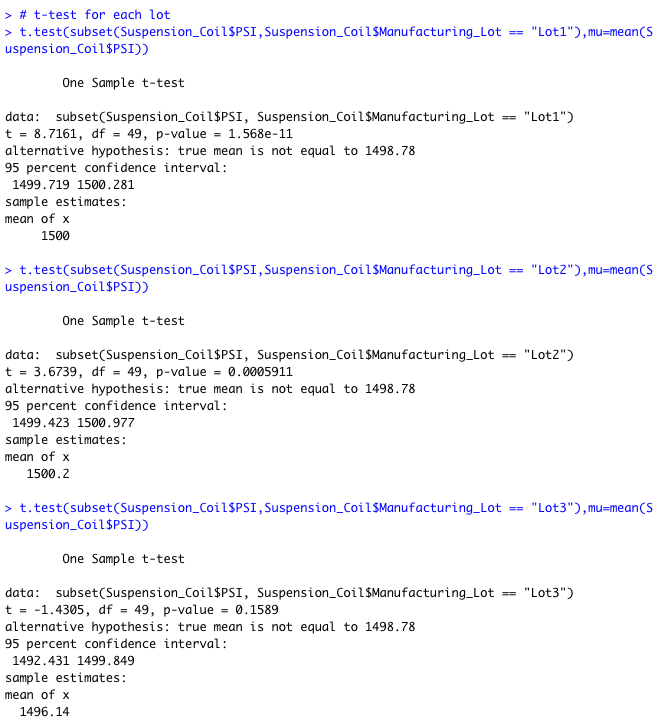 > # t-test for each lot
> t.test(subset(Suspension_Coil$PSI,Suspension_Coil$Manufacturing_Lot == "Lot1"),mu=mean(S
uspension_Coil$PSI))
One Sample t-test
data:  subset(Suspension_Coil$PSI, Suspension_Coil$Manufacturing_Lot == "Lot1")
t = 8.7161, df = 49, p-value = 1.568e-11
alternative hypothesis: true mean is not equal to 1498.78
95 percent confidence interval:
 1499.719 1500.281
sample estimates:
mean of x
     1500
> t.test(subset(Suspension_Coil$PSI,Suspension_Coil$Manufacturing_Lot == "Lot2"),mu=mean(S
uspension_Coil$PSI))
One Sample t-test
data:  subset(Suspension_Coil$PSI, Suspension_Coil$Manufacturing_Lot == "Lot2")
t = 3.6739, df = 49, p-value = 0.0005911
alternative hypothesis: true mean is not equal to 1498.78
95 percent confidence interval:
 1499.423 1500.977
sample estimates:
mean of x
   1500.2
> t.test(subset(Suspension_Coil$PSI,Suspension_Coil$Manufacturing_Lot == "Lot3"),mu=mean(S
uspension_Coil$PSI))
One Sample t-test
data:  subset(Suspension_Coil$PSI, Suspension_Coil$Manufacturing_Lot == "Lot3")
t = -1.4305, df = 49, p-value = 0.1589
alternative hypothesis: true mean is not equal to 1498.78
95 percent confidence interval:
 1492.431 1499.849
sample estimates:
mean of x
  1496.14